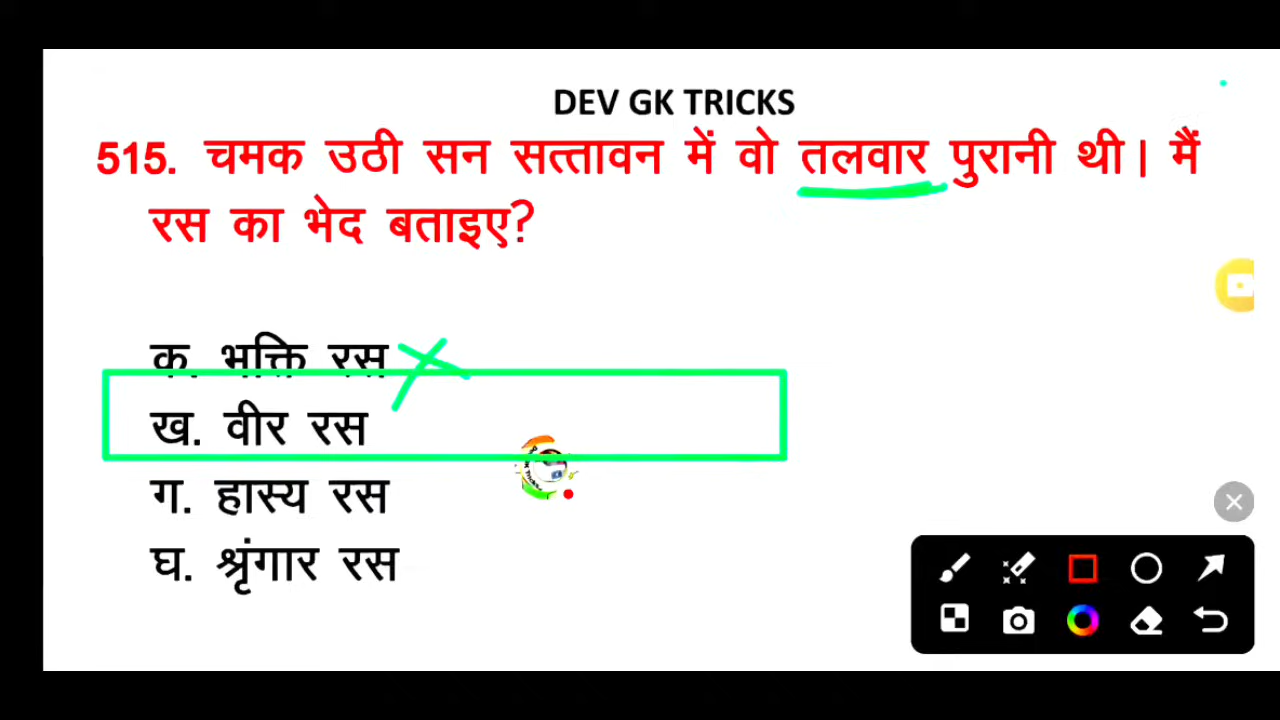 DEV GK TRICKS
515. चमक उठी सन सत्तावन में वो तलवार पुरानी थी। मैं
रस का भेद बताइए?
क. भक्ति रस
ख. वीर रस
ग. हास्य रस
घ. श्रृंगार रस